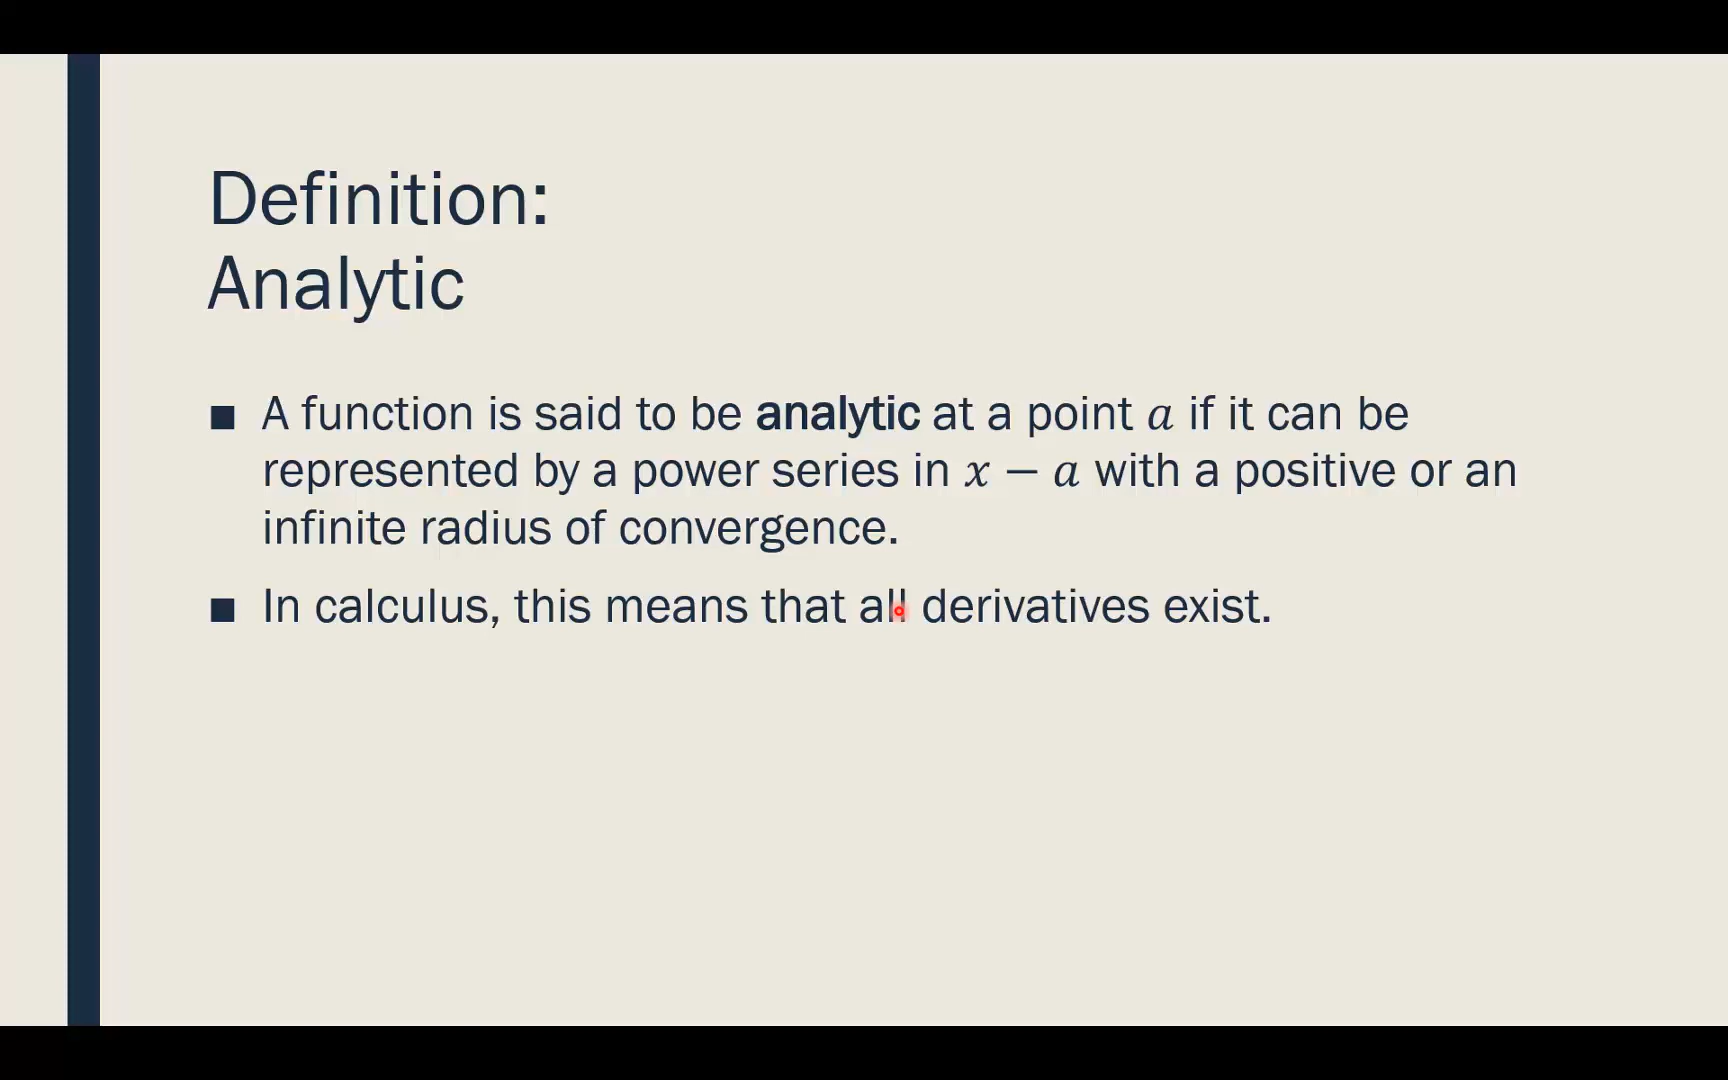 Definition:
Analytic
■ A function is said to be analytic at a point 𝑎 if it can be
represented by a power series in 𝑥 − 𝑎 with a positive or an
infinite radius of convergence.
■ In calculus, this means that all derivatives exist.